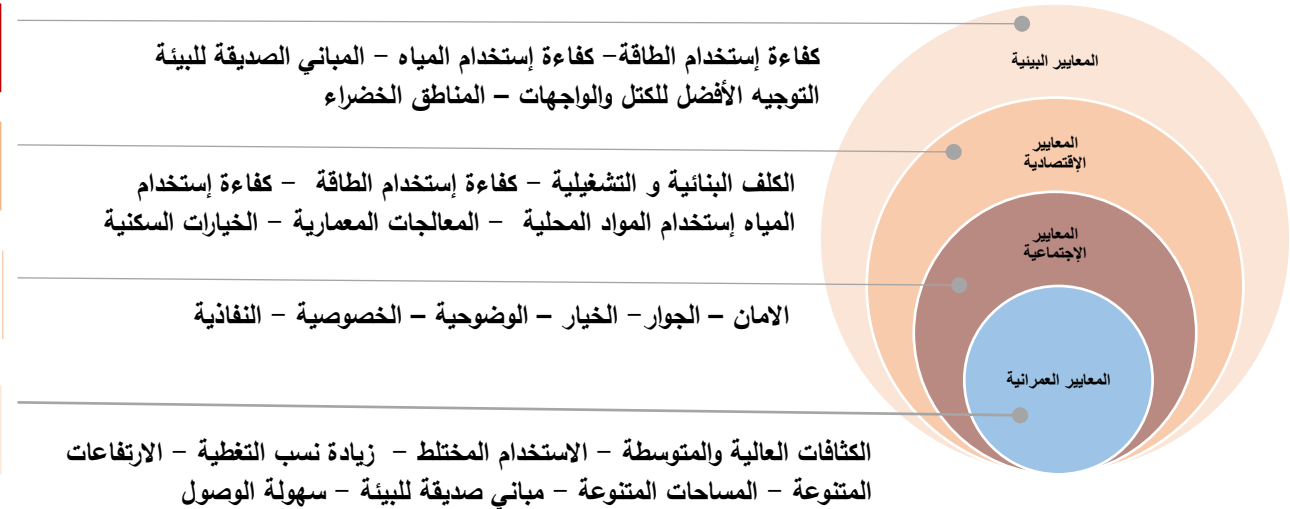 المعايير البيئية
كفاءة إستخدام الطاقة– كفاءة إستخدام المياه – المباني الصديقة للبيئة
التوجيه الأفضل للكتل والواجهات – المناطق الخضراء
المعايير
الإقتصادية
الكلف البنائية و التشغيلية – كفاءة إستخدام الطاقة – كفاءة إستخدام
المياه إستخدام المواد المحلية – المعالجات المعمارية – الخيارات السكنية
المعايير
الإجتماعية
الامان – الجوار– الخيار – الوضوحية – الخصوصية – النفاذية
المعايير العمرانية
الكثافات العالية والمتوسطة – الاستخدام المختلط – زيادة نسب التغطية – الارتفاعات
المتنوعة – المساحات المتنوعة – مباني صديقة للبيئة – سهولة الوصول